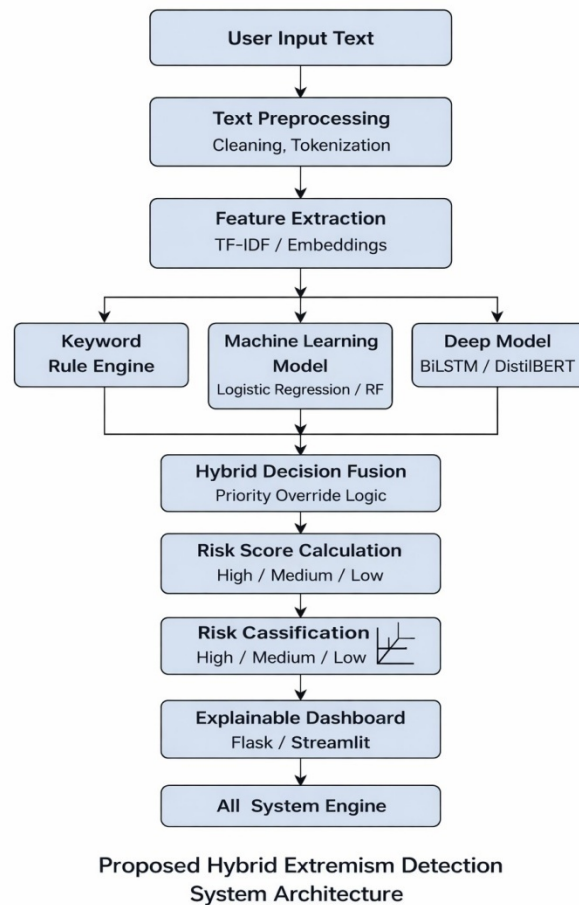 User Input Text
Text Preprocessing
Cleaning, Tokenization
Feature Extraction
TF-IDF / Embeddings
Keyword
Rule Engine
Machine Learning
Model
Logistic Regression / RF
Deep Model
BiLSTM / DistilBERT
Hybrid Decision Fusion
Priority Override Logic
Risk Score Calculation
High / Medium / Low
Risk Cassification
High / Medium / Low
Explainable Dashboard
Flask / Streamlit
All System Engine
Proposed Hybrid Extremism Detection
System Architecture